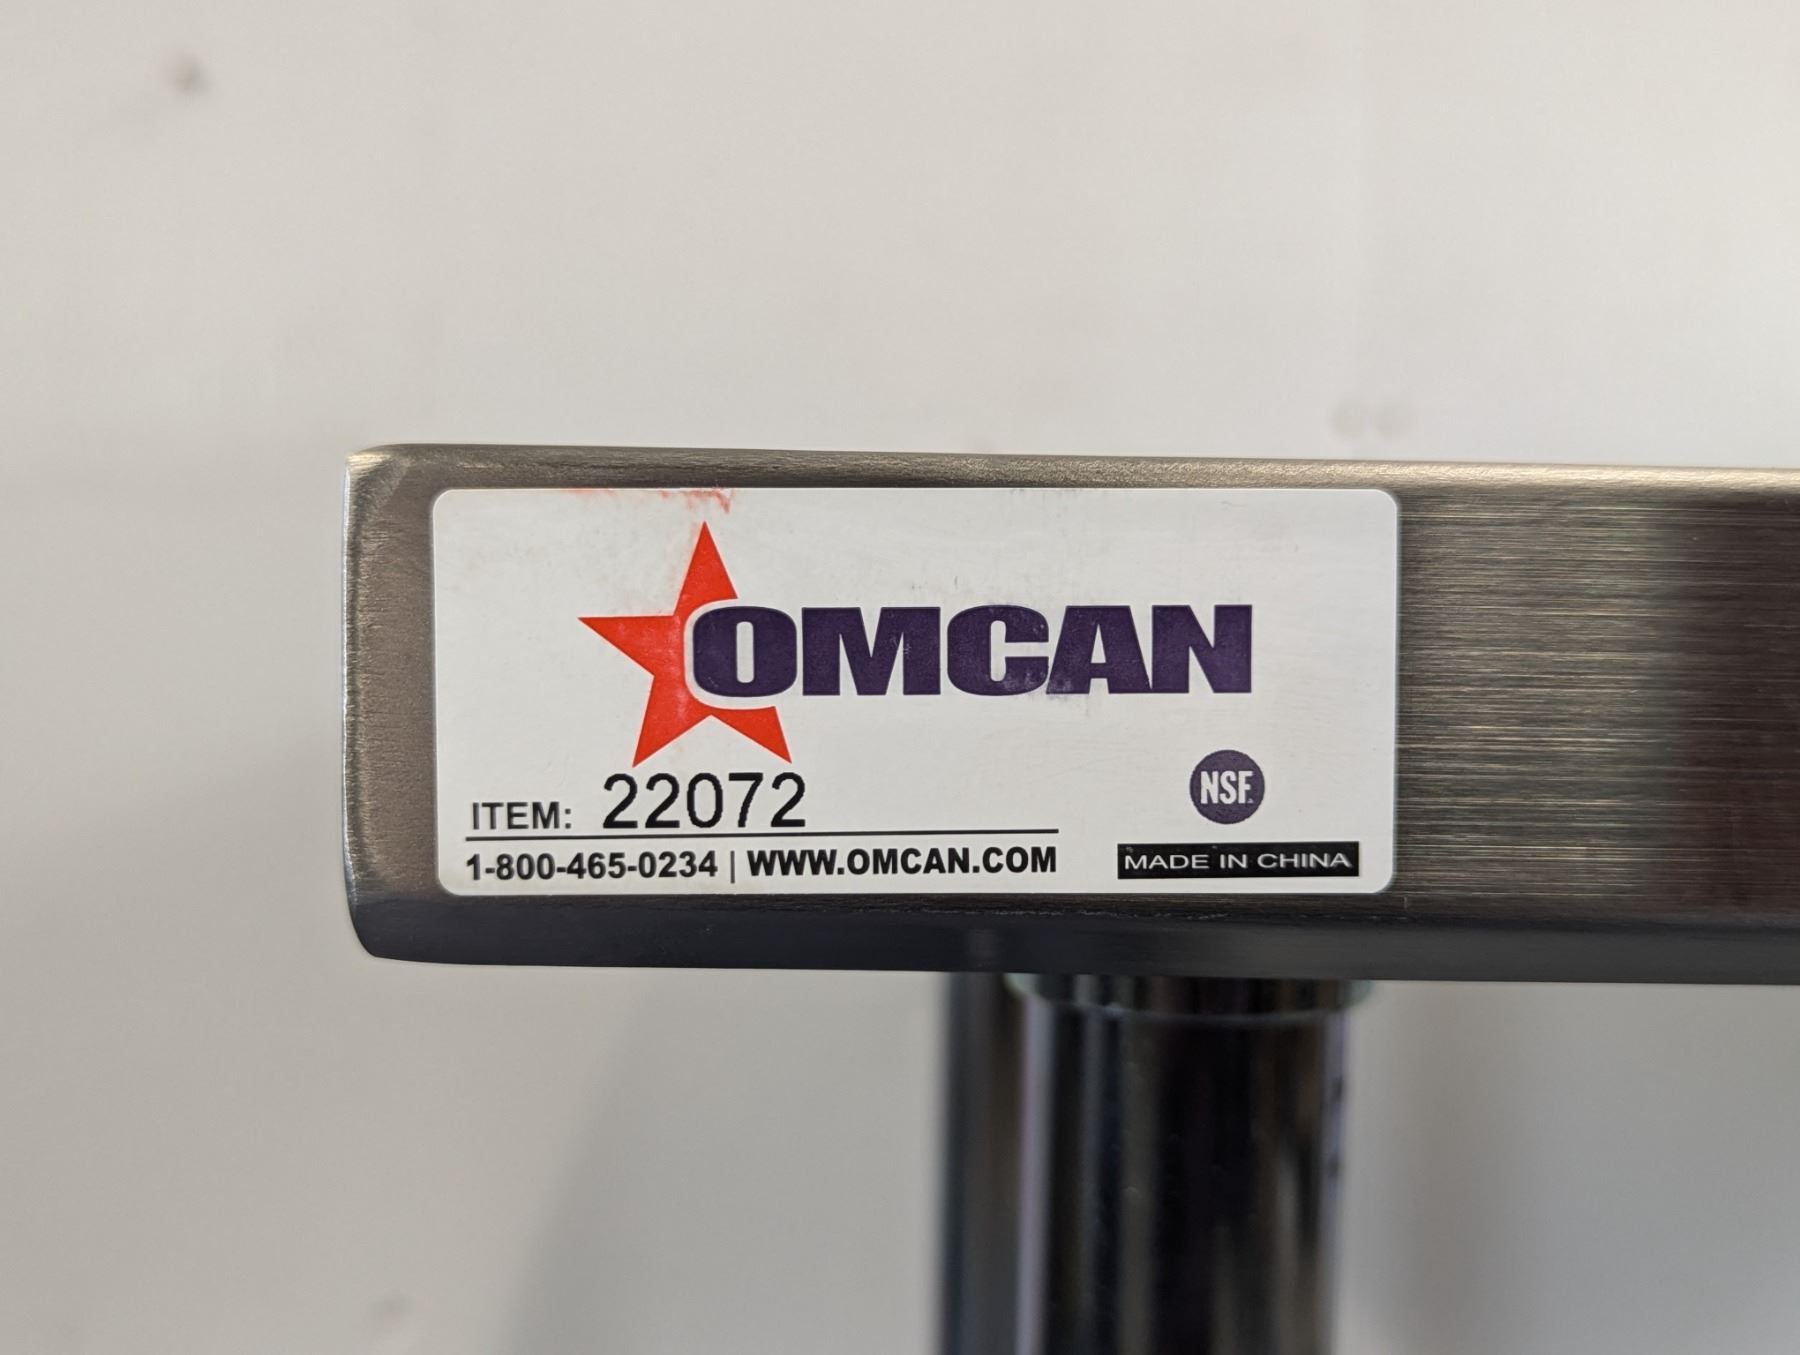 OMCAN
ITEM: 22072
NSF.
1-800-465-0234 | WWW.OMCAN.COM
MADE IN CHINA